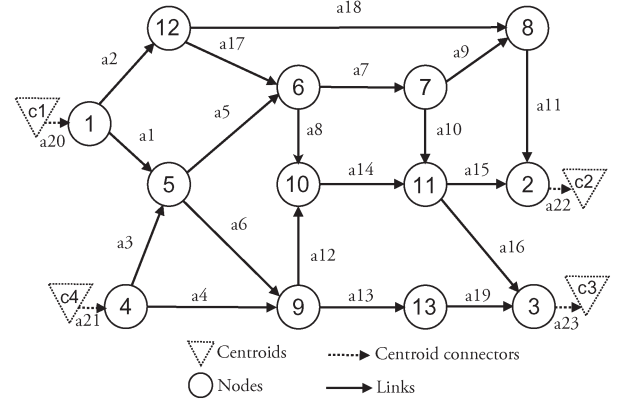 a18
12
8
a2
a17
a9
6
a7
7
c1
a5
a11
1
a20
a1
a8
a10
5
10
a14
11
a15
2
c2
a22
a3
a6
a12
a16
c4
a21
4
a4
9
a13
13
a19
3
c3
a23
Centroids
Centroid connectors
Nodes
Links